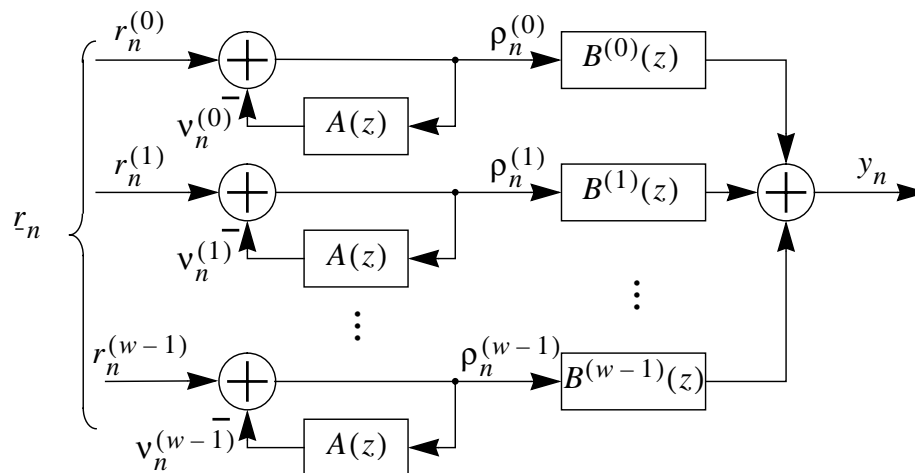 r_n^{(0)} ρ_n^{(0)} B^{(0)}(z)
− ν_n^{(0)} A(z)
r_n^{(1)} ρ_n^{(1)} B^{(1)}(z) y_n
r_n − ν_n^{(1)} A(z)
⋮ ⋮
r_n^{(w – 1)} ρ_n^{(w – 1)} B^{(w – 1)}(z)
− ν_n^{(w – 1)} A(z)